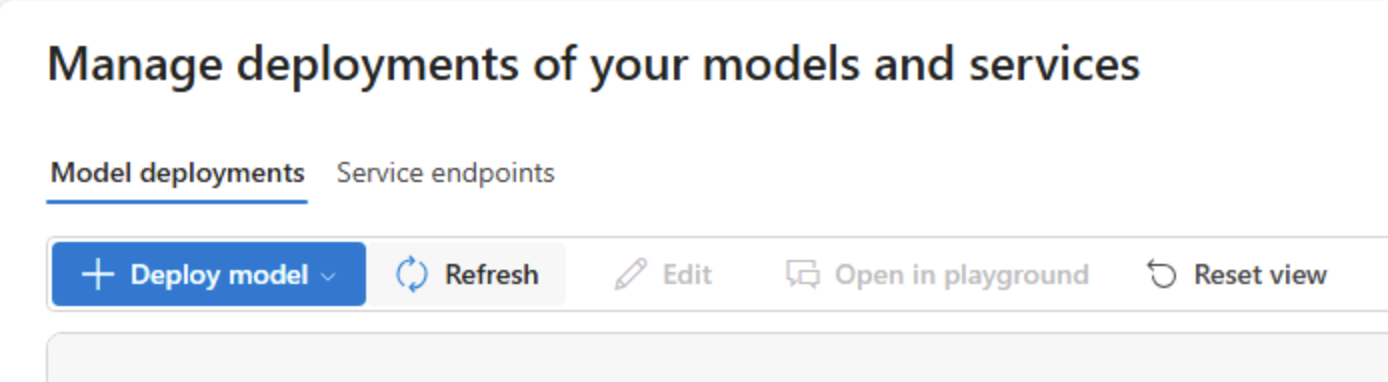 Manage deployments of your models and services
Model deployments Service endpoints
Deploy model Refresh Edit Open in playground Reset view